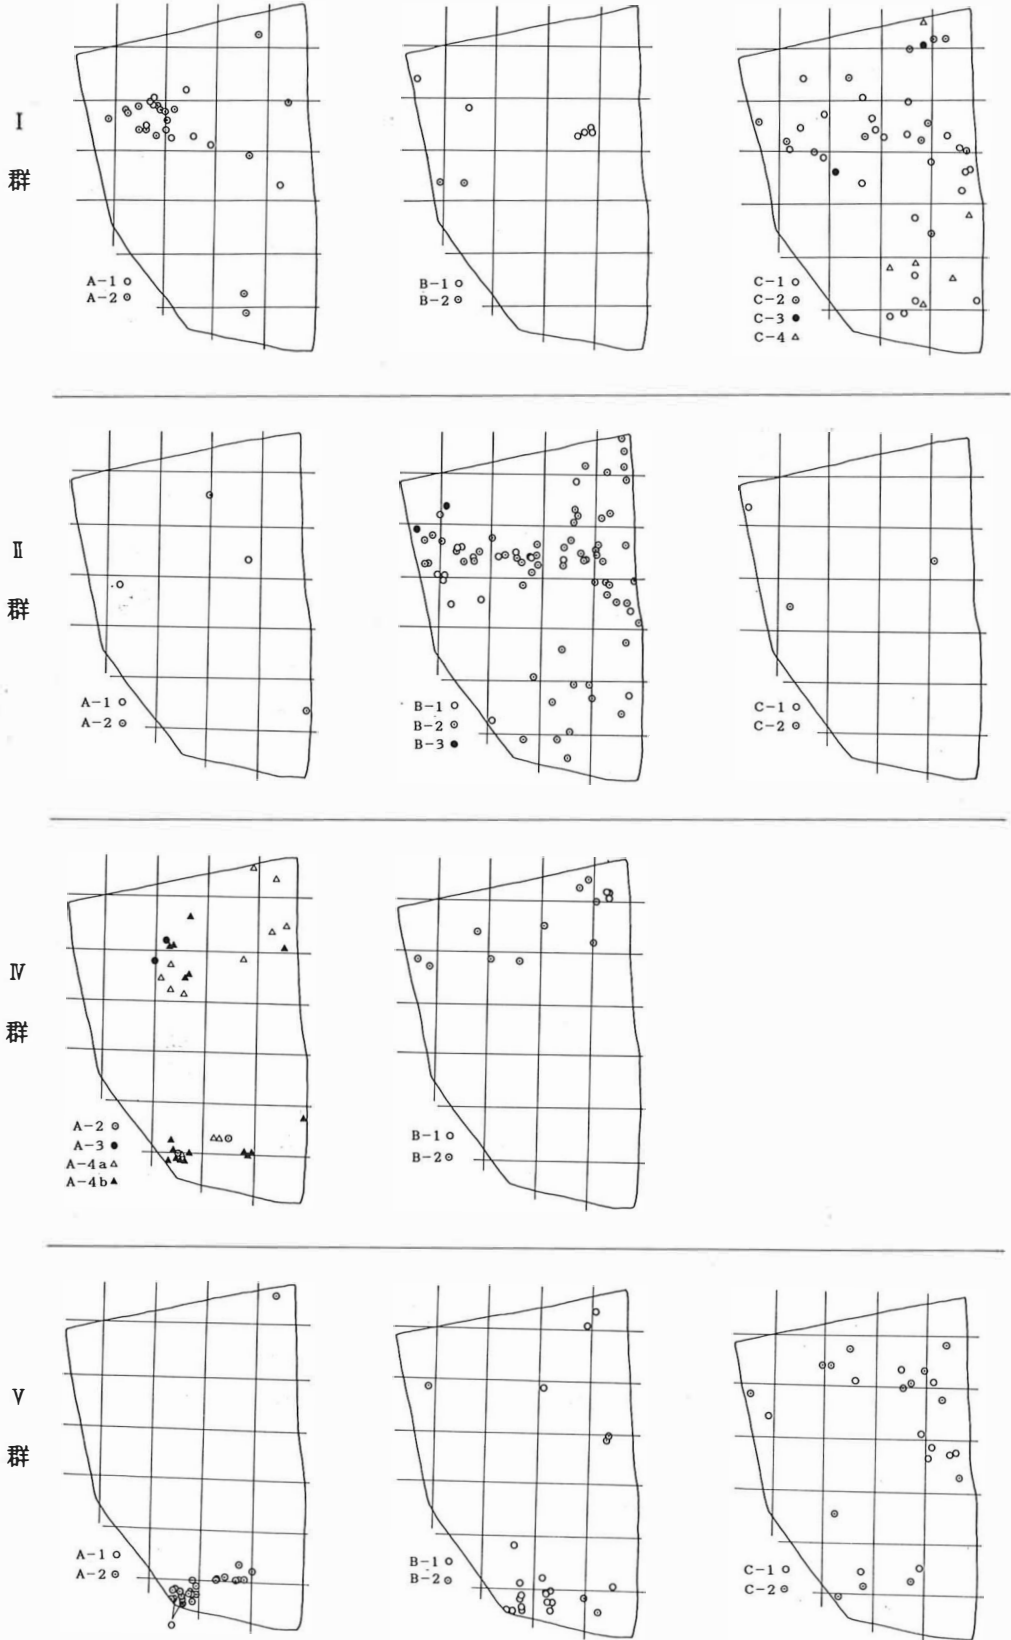 I
群
A-1 ○
A-2 ⊙
B-1 ○
B-2 ⊙
C-1 ○
C-2 ⊙
C-3 ●
C-4 △
II
群
A-1 ○
A-2 ⊙
B-1 ○
B-2 ⊙
B-3 ●
C-1 ○
C-2 ⊙
IV
群
A-2 ⊙
A-3 ●
A-4a △
A-4b ▲
B-1 ○
B-2 ⊙
V
群
A-1 ○
A-2 ⊙
B-1 ○
B-2 ⊙
C-1 ○
C-2 ⊙